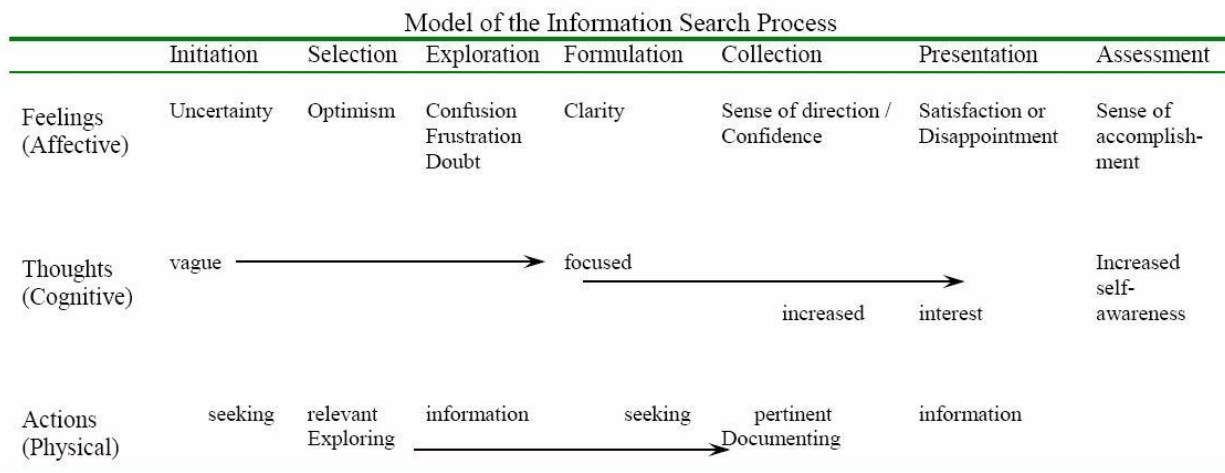 Model of the Information Search Process
Initiation Selection Exploration Formulation Collection Presentation Assessment
Feelings (Affective)
Uncertainty
Optimism
Confusion
Frustration
Doubt
Clarity
Sense of direction /
Confidence
Satisfaction or
Disappointment
Sense of
accomplish-
ment
Thoughts
(Cognitive)
vague
focused
increased interest
Increased
self-
awareness
Actions
(Physical)
seeking relevant information seeking pertinent information
Exploring Documenting